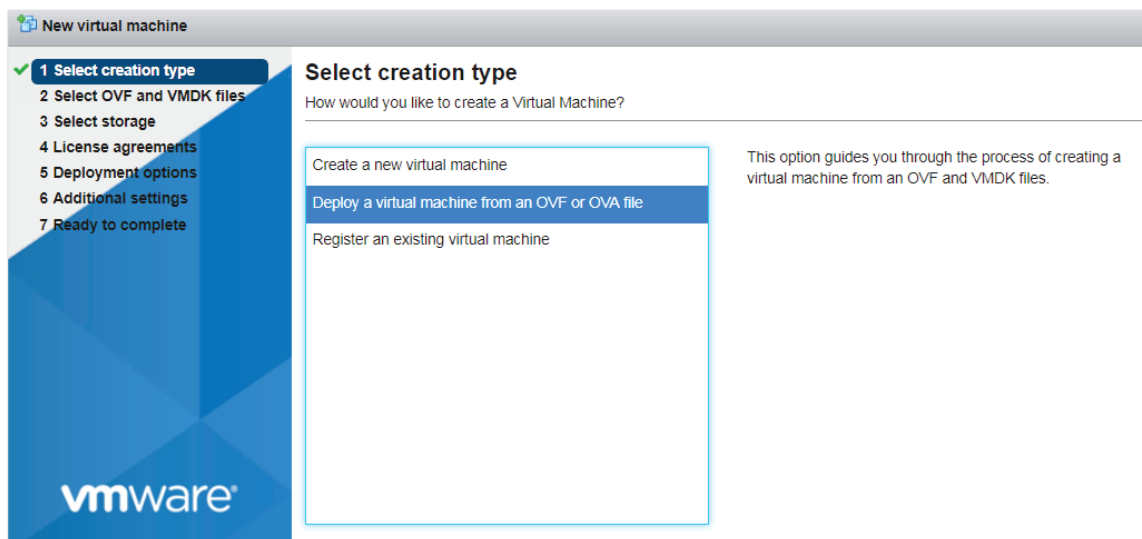 New virtual machine
1 Select creation type
2 Select OVF and VMDK files
3 Select storage
4 License agreements
5 Deployment options
6 Additional settings
7 Ready to complete
vmware®
Select creation type
How would you like to create a Virtual Machine?
Create a new virtual machine
Deploy a virtual machine from an OVF or OVA file
Register an existing virtual machine
This option guides you through the process of creating a
virtual machine from an OVF and VMDK files.